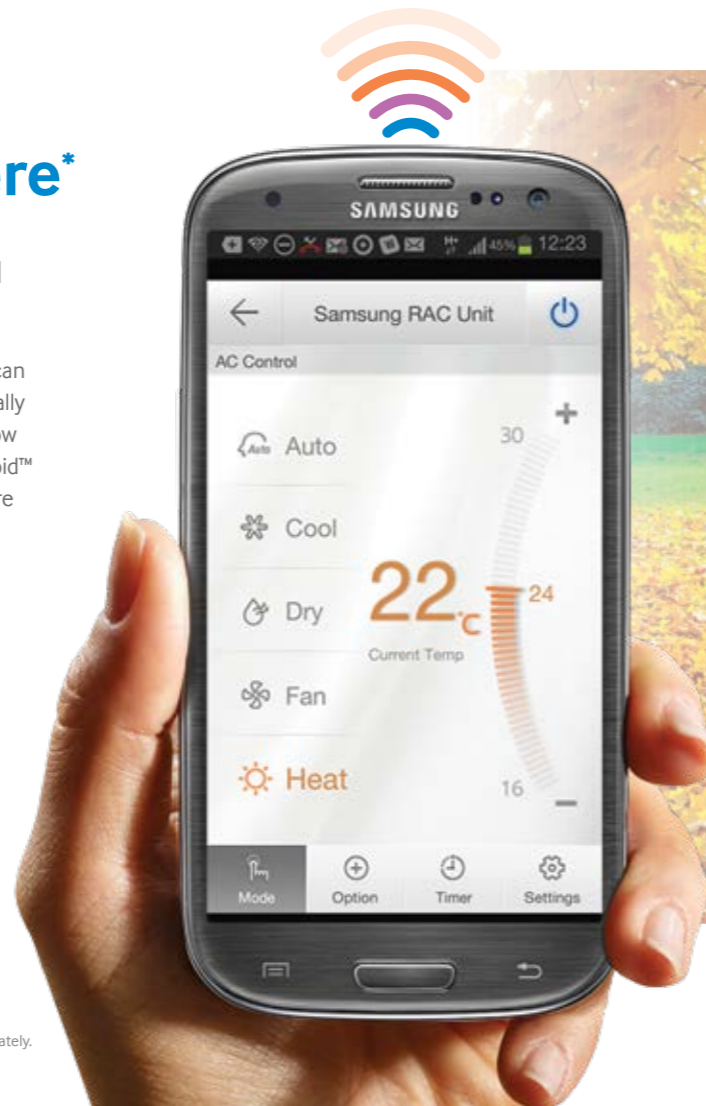 ere*
can
ally
ow
oid™
re
ately.
SAMSUNG
H+ 45% 12:23
Samsung RAC Unit
AC Control
Auto
Auto
Cool
Dry
Fan
Heat
22°C
Current Temp
+
30
24
16
−
Mode
Option
Timer
Settings